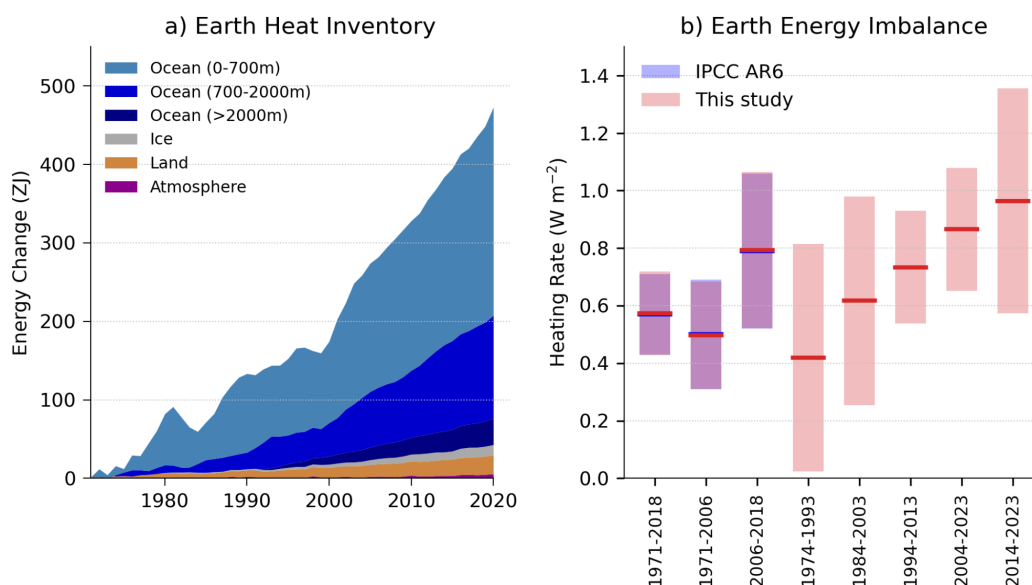 a) Earth Heat Inventory
Energy Change (ZJ)
500
400
300
200
100
0
Ocean (0-700m)
Ocean (700-2000m)
Ocean (>2000m)
Ice
Land
Atmosphere
1980
1990
2000
2010
2020
b) Earth Energy Imbalance
Heating Rate (W m⁻²)
1.4
1.2
1.0
0.8
0.6
0.4
0.2
0.0
IPCC AR6
This study
1971-2018
1971-2006
2006-2018
1974-1993
1984-2003
1994-2013
2004-2023
2014-2023